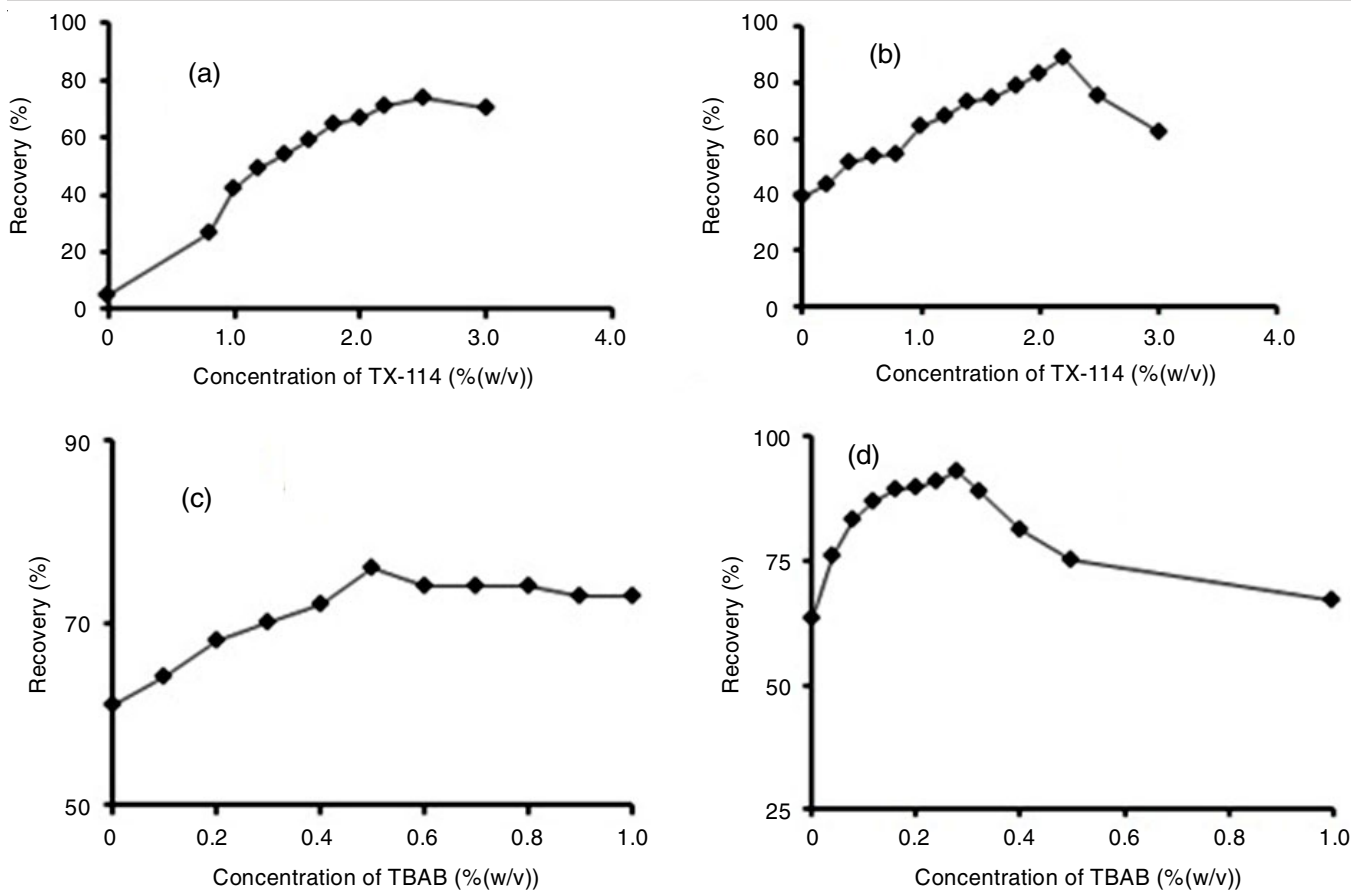 (a)
Recovery (%)
100
80
60
40
20
0
0 1.0 2.0 3.0 4.0
Concentration of TX-114 (%(w/v))
(b)
Recovery (%)
100
80
60
40
20
0
0 1.0 2.0 3.0 4.0
Concentration of TX-114 (%(w/v))
(c)
Recovery (%)
90
70
50
0 0.2 0.4 0.6 0.8 1.0
Concentration of TBAB (%(w/v))
(d)
Recovery (%)
100
75
50
25
0 0.2 0.4 0.6 0.8 1.0
Concentration of TBAB (%(w/v))